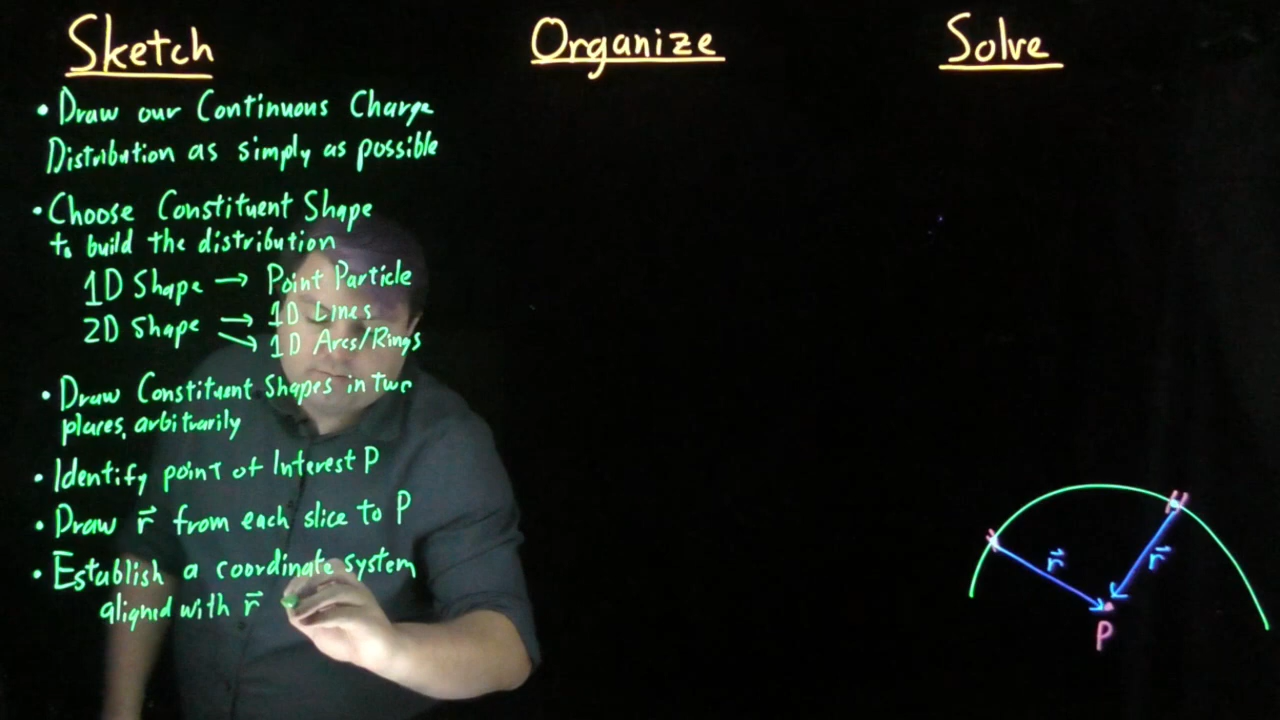 Sketch
Organize
Solve
• Draw our Continuous Charge
Distribution as simply as possible
• Choose Constituent Shape
to build the distribution
1D Shape → Point Particle
2D Shape → 1D Lines
→ 1D Arcs/Rings
• Draw Constituent Shapes in two
places, arbitrarily
• Identify point of Interest P
• Draw r⃗ from each slice to P
• Establish a coordinate system
aligned with r⃗
r⃗
r⃗
P